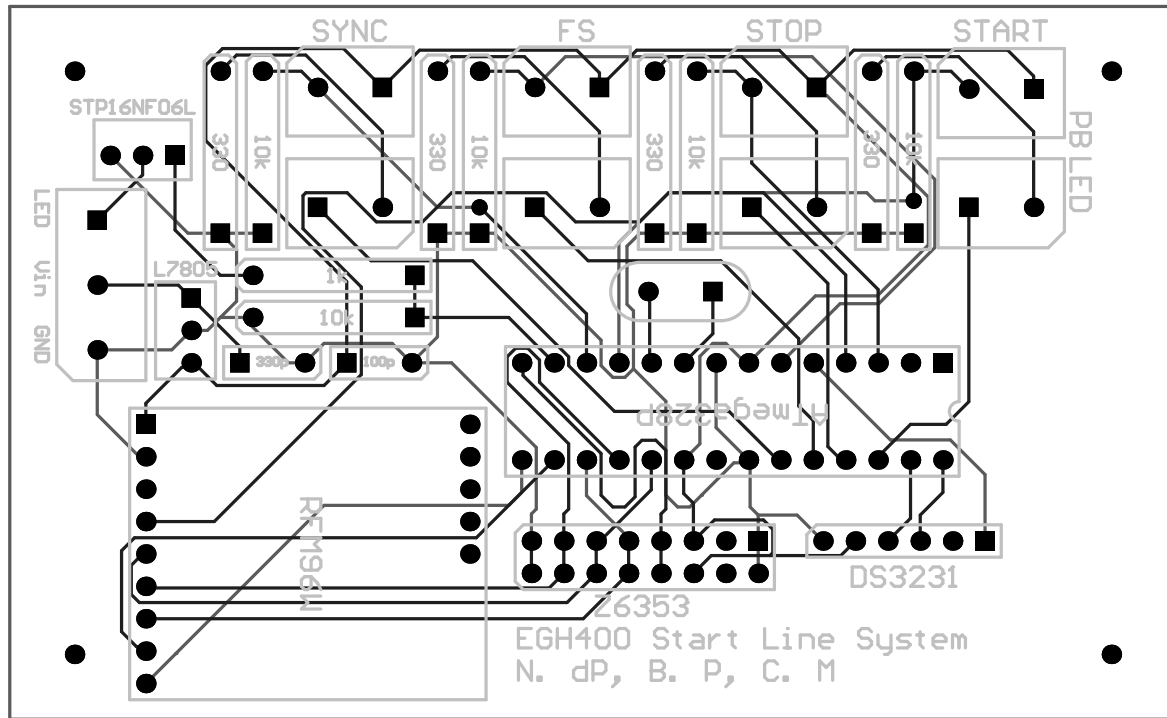 SYNC
FS
STOP
START
STP16NF06L
330
10k
330
10k
330
10k
330
10k
PB
LED
LED
Vin
GND
L7805
1k
10k
330p
100p
ATmega328P
RFM96W
Z6353
DS3231
EGH400 Start Line System
N. dP, B. P, C. M